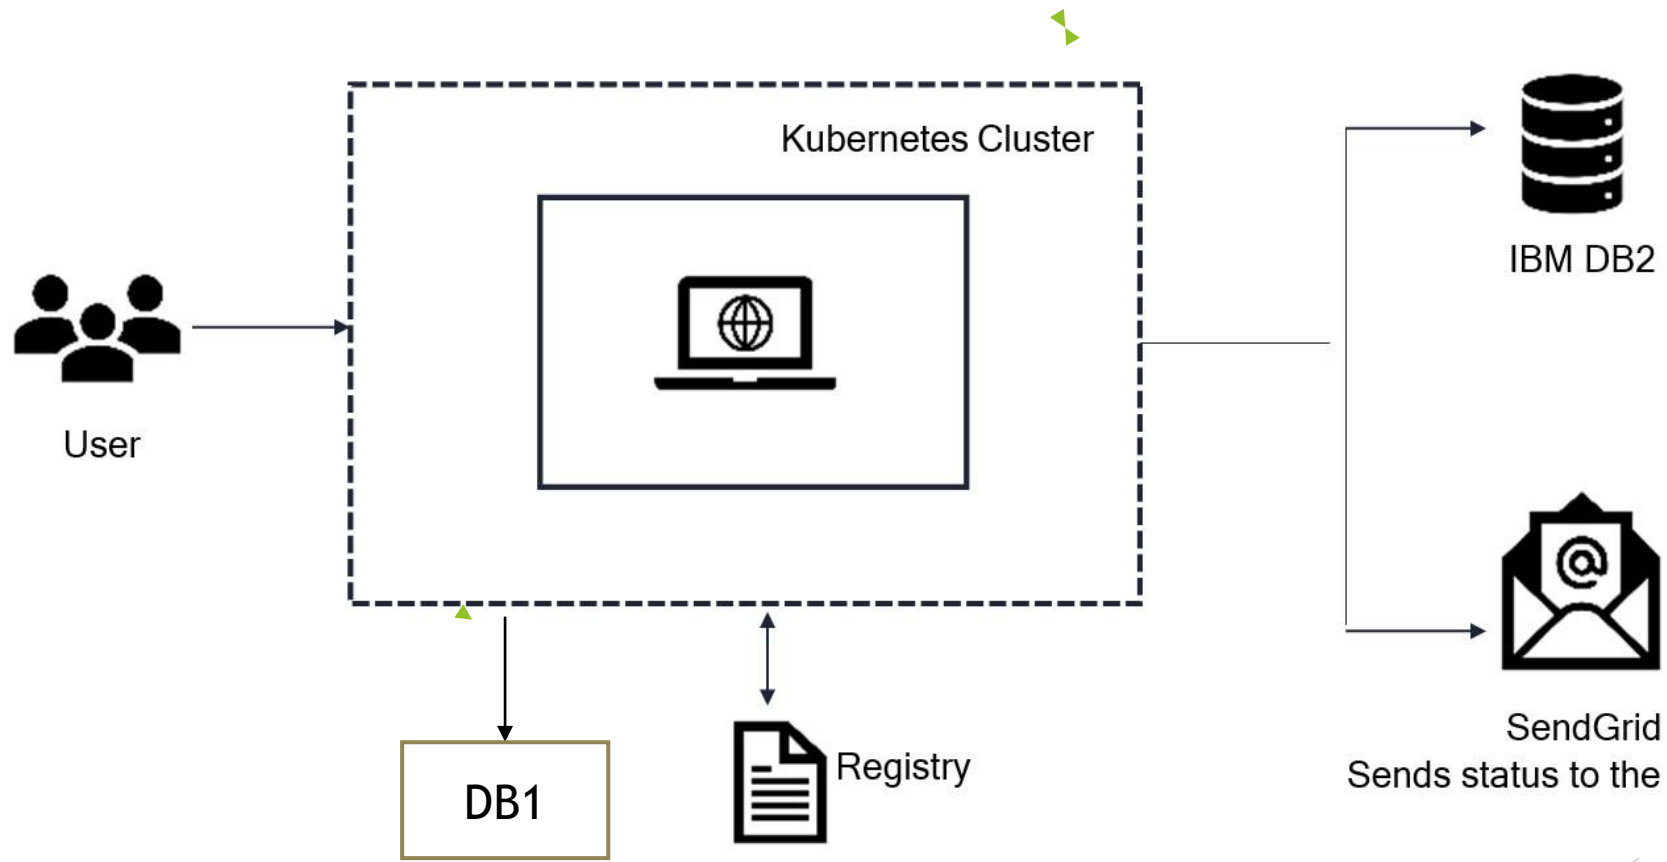 Kubernetes Cluster
IBM DB2
User
SendGrid
Sends status to the
Registry
DB1
@